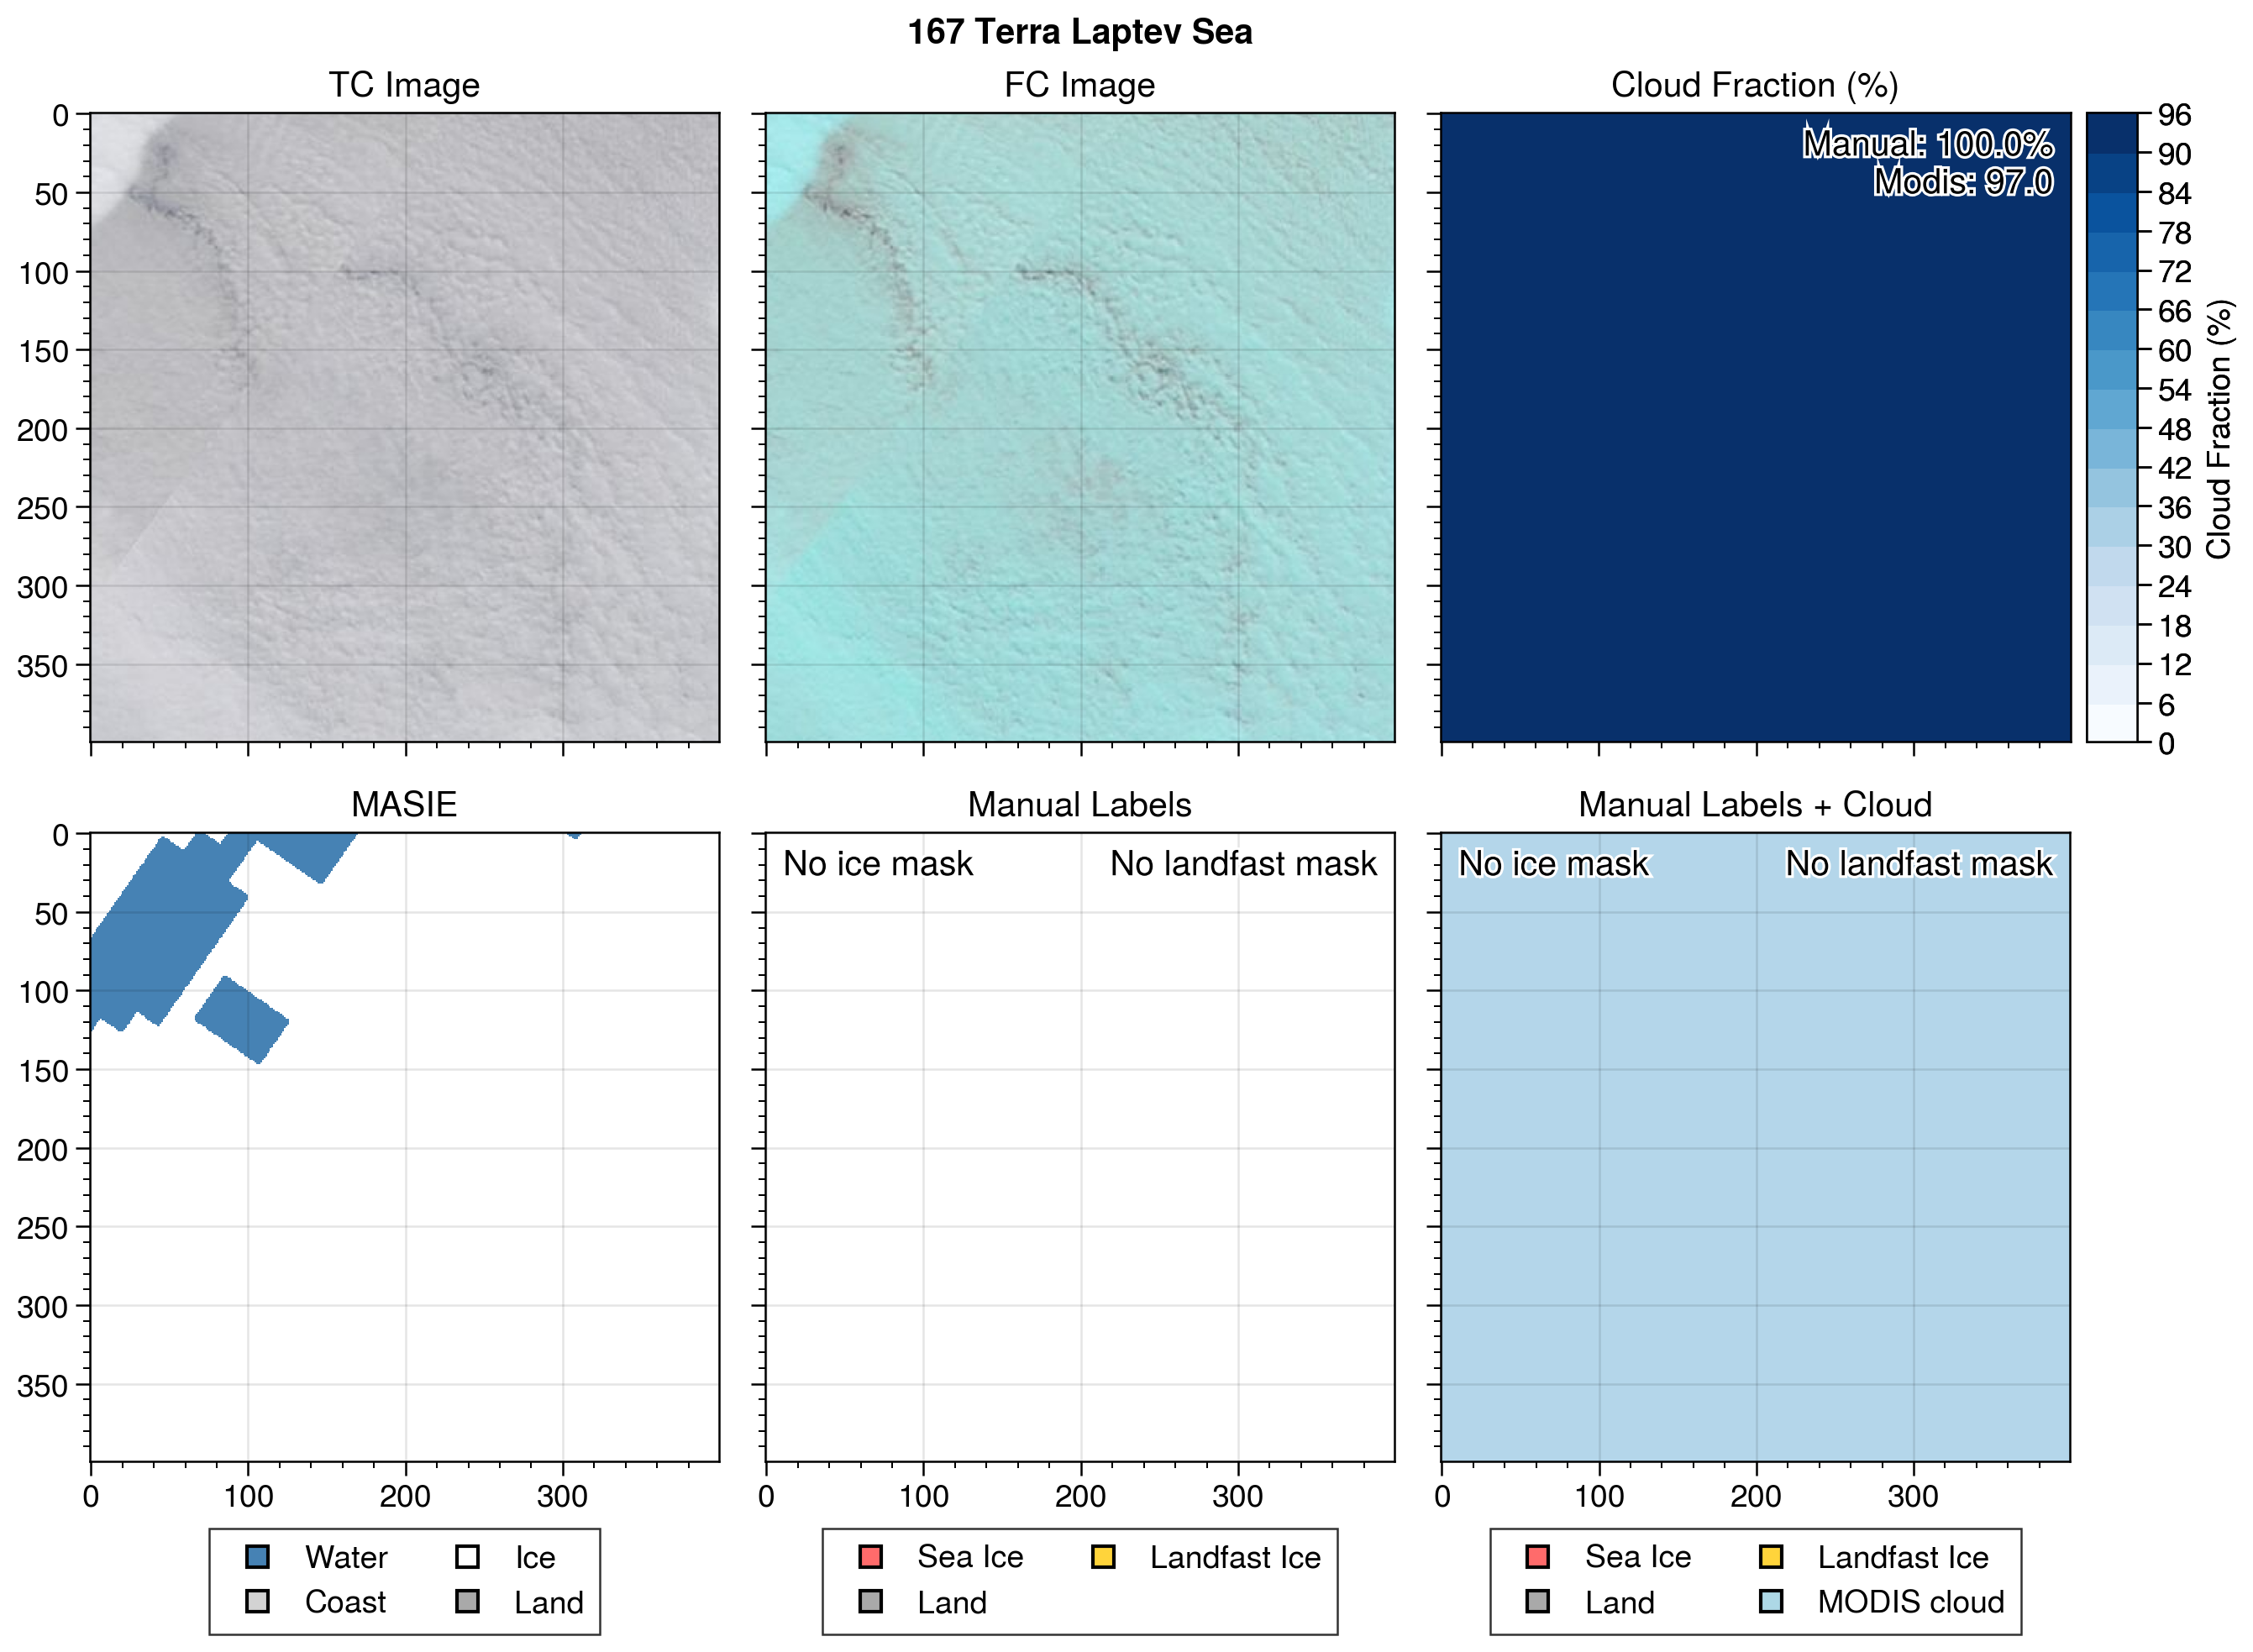 167 Terra Laptev Sea
TC Image
FC Image
Cloud Fraction (%)
0
50
100
150
200
250
300
350
Manual: 100.0%
Modis: 97.0
96
90
84
78
72
66
60
54
48
42
36
30
24
18
12
6
0
Cloud Fraction (%)
MASIE
Manual Labels
Manual Labels + Cloud
0
50
100
150
200
250
300
350
No ice mask
No landfast mask
No ice mask
No landfast mask
0 100 200 300
0 100 200 300
0 100 200 300
Water
Ice
Coast
Land
Sea Ice
Landfast Ice
Land
Sea Ice
Landfast Ice
Land
MODIS cloud